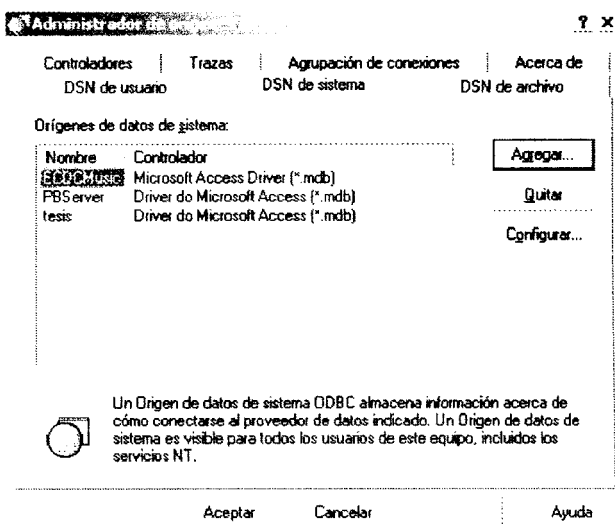 Administrador de
Controladores Trazas Agrupación de conexiones Acerca de
DSN de usuario DSN de sistema DSN de archivo
Orígenes de datos de sistema:
Nombre Controlador
Microsoft Access Driver (*.mdb)
PBServer Driver do Microsoft Access (*.mdb)
tesis Driver do Microsoft Access (*.mdb)
Agregar...
Quitar
Configurar...
Un Origen de datos de sistema ODBC almacena información acerca de
cómo conectarse al proveedor de datos indicado. Un Origen de datos de
sistema es visible para todos los usuarios de este equipo, incluidos los
servicios NT.
Aceptar Cancelar Ayuda